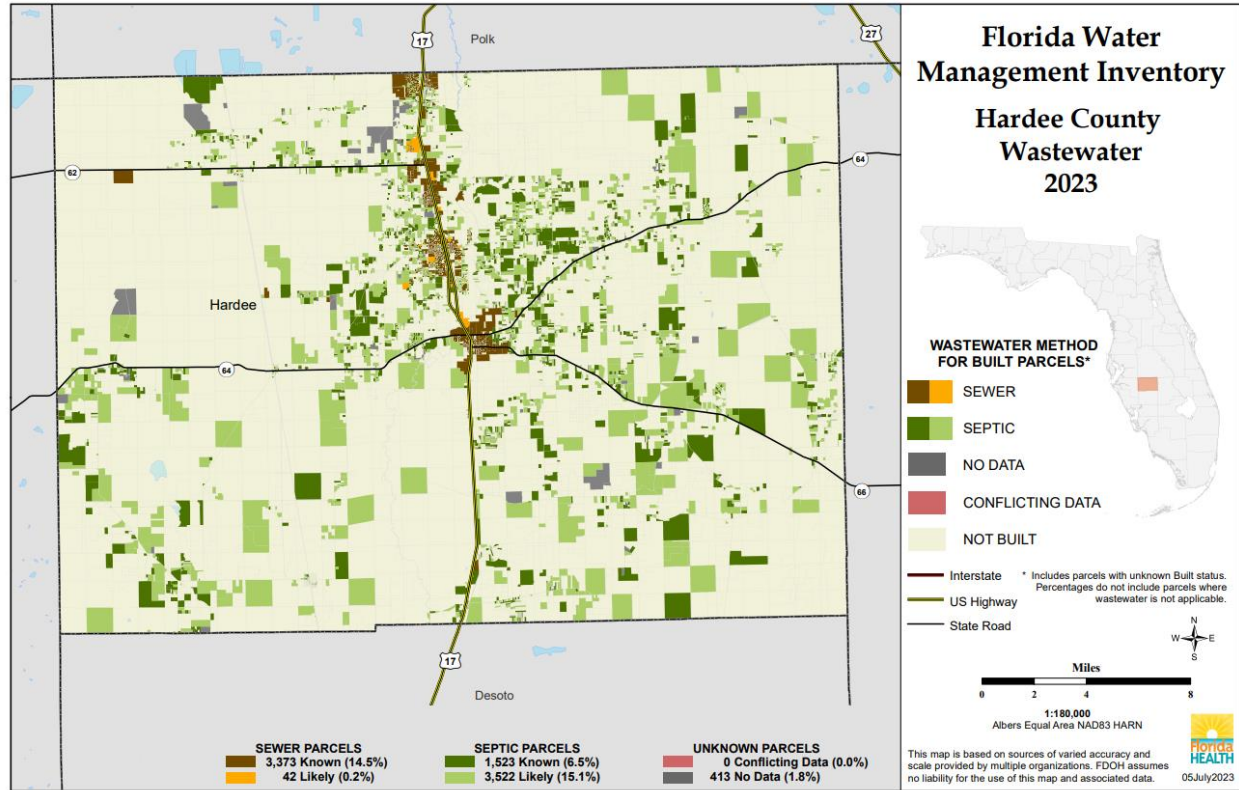 Florida Water
Management Inventory
Hardee County
Wastewater
2023
17
Polk
27
62
64
Hardee
64
66
17
Desoto
WASTEWATER METHOD
FOR BUILT PARCELS*
SEWER
SEPTIC
NO DATA
CONFLICTING DATA
NOT BUILT
Interstate
US Highway
State Road
* Includes parcels with unknown Built status.
Percentages do not include parcels where
wastewater is not applicable.
N
W E
S
Miles
0 2 4 8
1:180,000
Albers Equal Area NAD83 HARN
This map is based on sources of varied accuracy and
scale provided by multiple organizations. FDOH assumes
no liability for the use of this map and associated data.
Florida
HEALTH
05July2023
SEWER PARCELS
3,373 Known (14.5%)
42 Likely (0.2%)
SEPTIC PARCELS
1,523 Known (6.5%)
3,522 Likely (15.1%)
UNKNOWN PARCELS
0 Conflicting Data (0.0%)
413 No Data (1.8%)